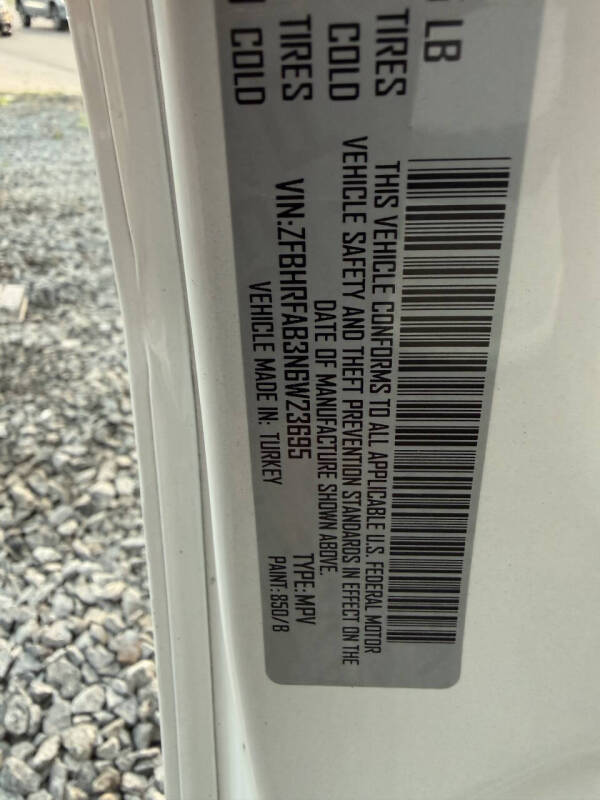 LB
TIRES
COLD
TIRES
COLD
THIS VEHICLE CONFORMS TO ALL APPLICABLE U.S. FEDERAL MOTOR
VEHICLE SAFETY AND THEFT PREVENTION STANDARDS IN EFFECT ON THE
DATE OF MANUFACTURE SHOWN ABOVE.
VIN:ZFBHRFAB3N6W23695 TYPE:MPV
VEHICLE MADE IN: TURKEY PAINT:850/B